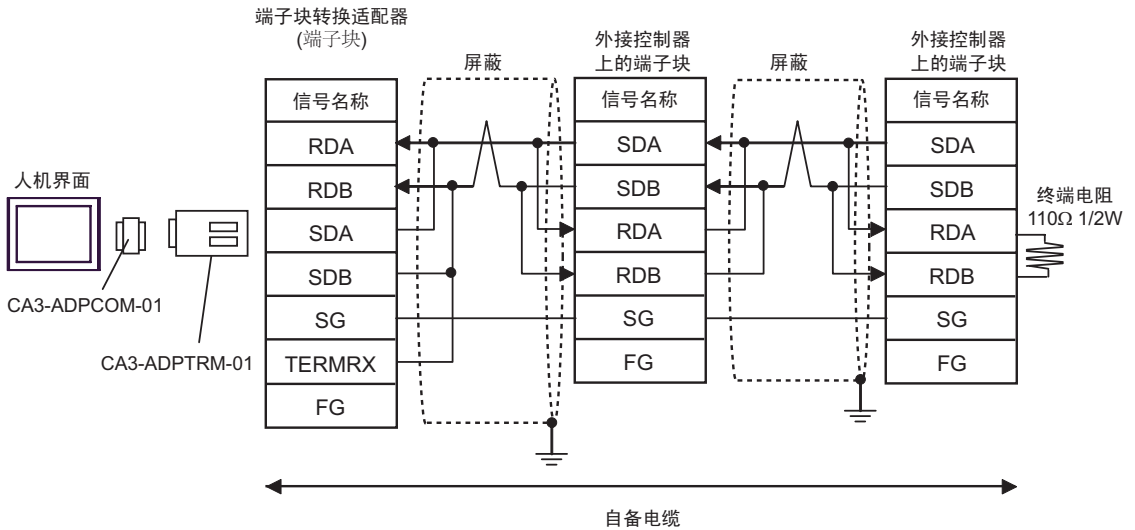 端子块转换适配器
(端子块)
屏蔽
外接控制器
上的端子块
屏蔽
外接控制器
上的端子块
人机界面
CA3-ADPCOM-01
CA3-ADPTRM-01
信号名称
RDA
RDB
SDA
SDB
SG
TERMRX
FG
信号名称
SDA
SDB
RDA
RDB
SG
FG
信号名称
SDA
SDB
RDA
RDB
SG
FG
终端电阻
110Ω 1/2W
自备电缆